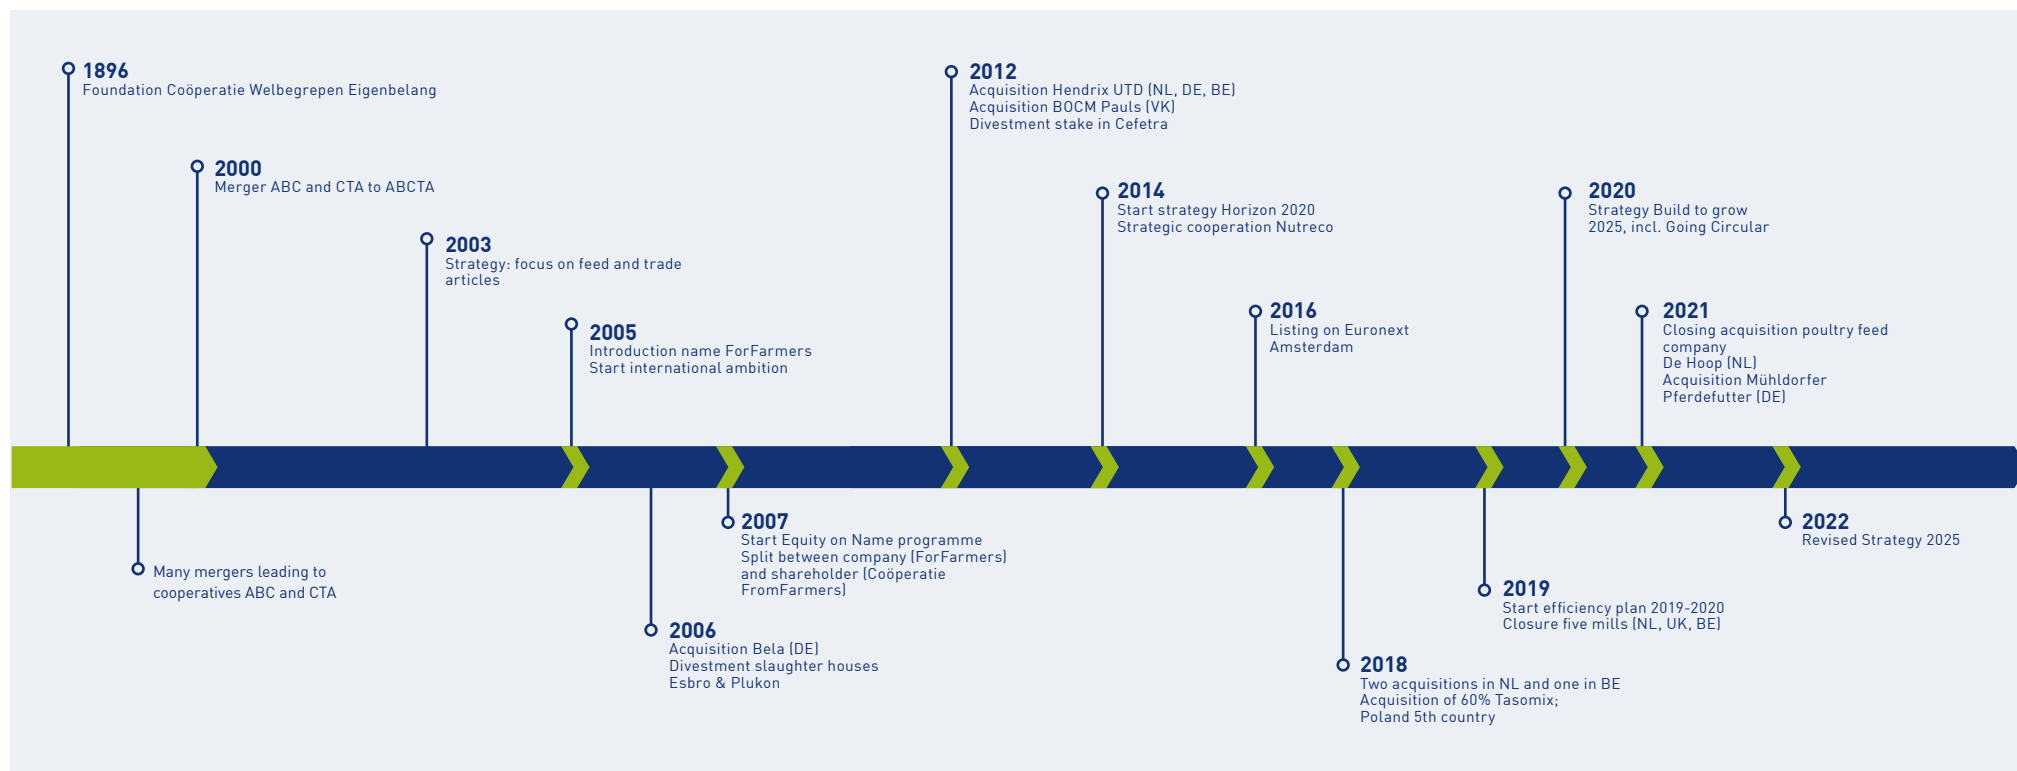 1896
Foundation Coöperatie Welbegrepen Eigenbelang
Many mergers leading to
cooperatives ABC and CTA
2000
Merger ABC and CTA to ABCTA
2003
Strategy: focus on feed and trade
articles
2005
Introduction name ForFarmers
Start international ambition
2006
Acquisition Bela (DE)
Divestment slaughter houses
Esbro & Plukon
2007
Start Equity on Name programme
Split between company (ForFarmers)
and shareholder (Coöperatie
FromFarmers)
2012
Acquisition Hendrix UTD (NL, DE, BE)
Acquisition BOCM Pauls (VK)
Divestment stake in Cefetra
2014
Start strategy Horizon 2020
Strategic cooperation Nutreco
2016
Listing on Euronext
Amsterdam
2018
Two acquisitions in NL and one in BE
Acquisition of 60% Tasomix;
Poland 5th country
2019
Start efficiency plan 2019-2020
Closure five mills (NL, UK, BE)
2020
Strategy Build to grow
2025, incl. Going Circular
2021
Closing acquisition poultry feed
company
De Hoop (NL)
Acquisition Mühldorfer
Pferdefutter (DE)
2022
Revised Strategy 2025